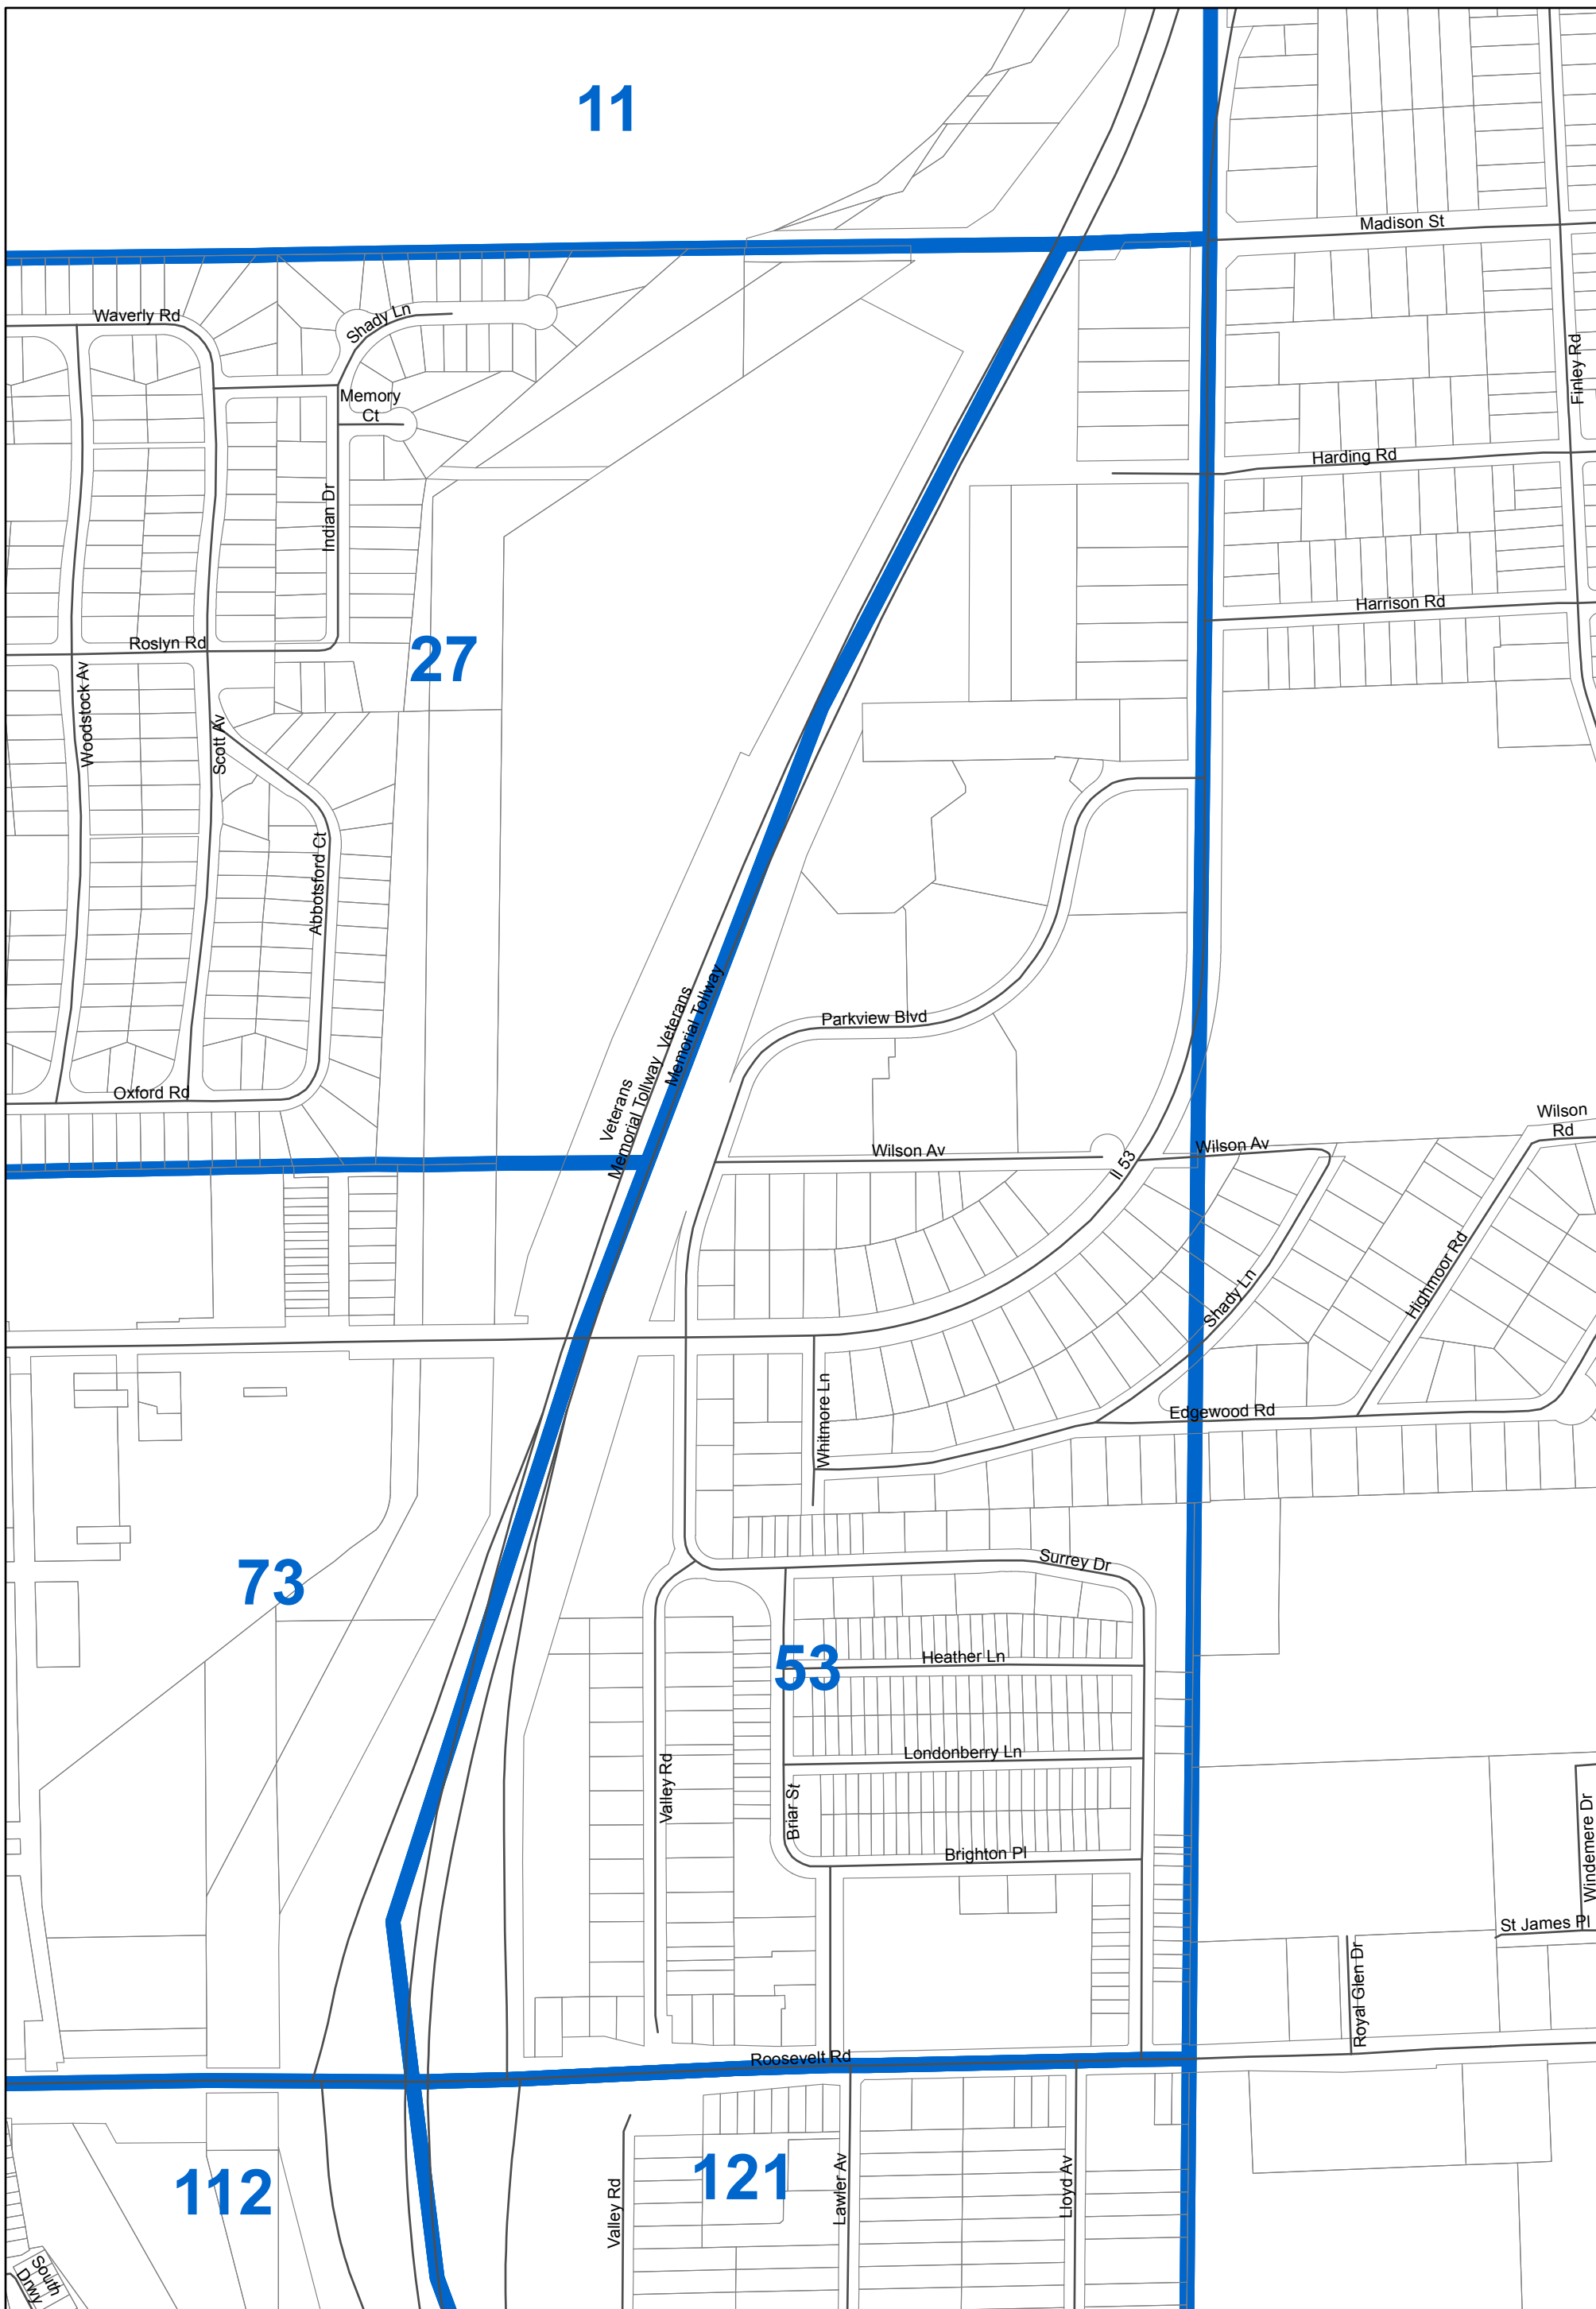 11
Madison St
Waverly Rd
Shady Ln
Finley Rd
Memory
Ct
Harding Rd
Indian Dr
Harrison Rd
Roslyn Rd
27
Woodstock Av
Scott Av
Abbotsford Ct
Veterans
Memorial Tollway
Parkview Blvd
Oxford Rd
Veterans
Memorial Tollway
Wilson
Rd
Wilson Av
Wilson Av
Il 53
Highmoor Rd
Shady Ln
Whitmore Ln
Edgewood Rd
Surrey Dr
73
53
Heather Ln
Londonberry Ln
Valley Rd
Briar St
Brighton Pl
Windemere Dr
St James Pl
Royal Glen Dr
Roosevelt Rd
121
112
Valley Rd
Lawler Av
Lloyd Av
South
Drwy